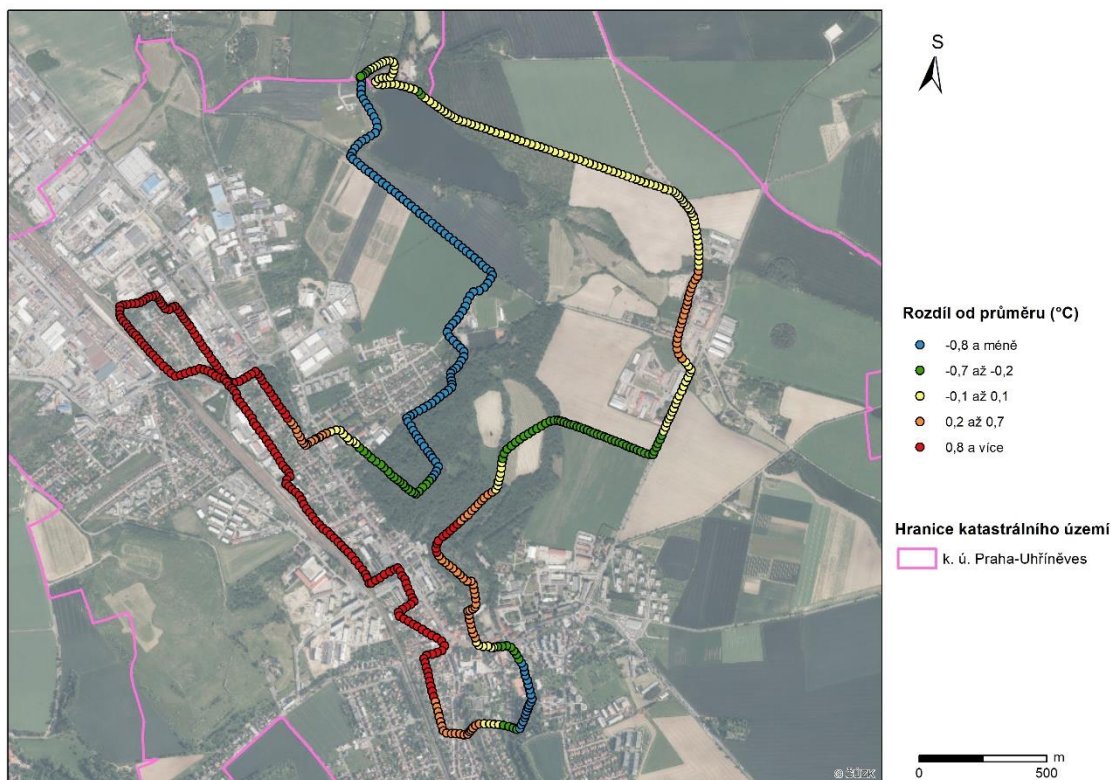 S
Rozdíl od průměru (°C)
-0,8 a méně
-0,7 až -0,2
-0,1 až 0,1
0,2 až 0,7
0,8 a více
Hranice katastrálního území
k. ú. Praha-Uhříněves
m
0 500
© ČÚZK